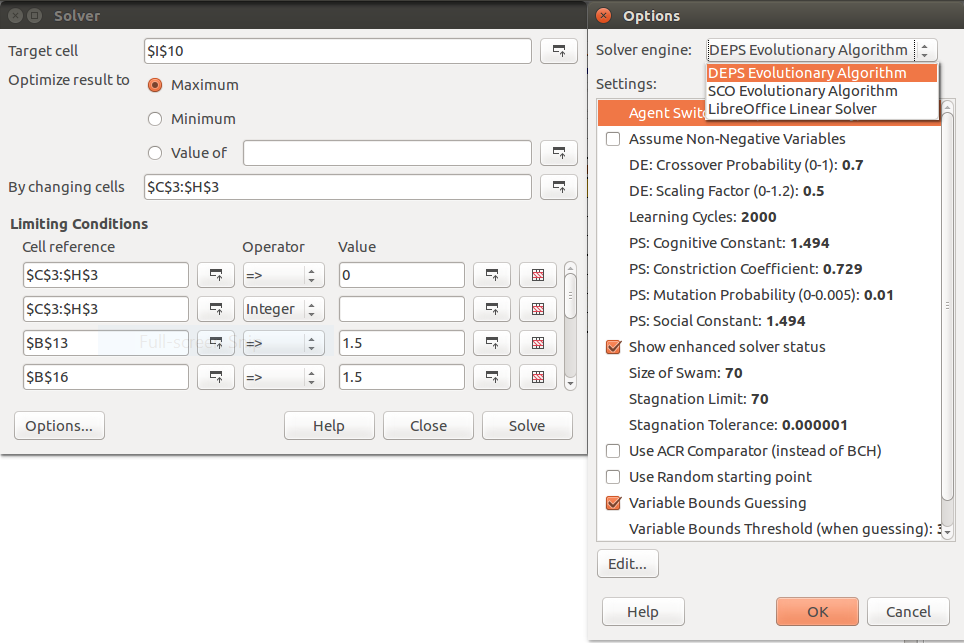 Solver
Target cell
$I$10
Optimize result to
Maximum
Minimum
Value of
By changing cells
$C$3:$H$3
Limiting Conditions
Cell reference Operator Value
$C$3:$H$3 => 0
$C$3:$H$3 Integer
$B$13 => 1.5
Full-screen
$B$16 => 1.5
Options... Help Close Solve
Options
Solver engine: DEPS Evolutionary Algorithm
DEPS Evolutionary Algorithm
SCO Evolutionary Algorithm
LibreOffice Linear Solver
Settings:
Agent
Assume Non-Negative Variables
DE: Crossover Probability (0-1): 0.7
DE: Scaling Factor (0-1.2): 0.5
Learning Cycles: 2000
PS: Cognitive Constant: 1.494
PS: Constriction Coefficient: 0.729
PS: Mutation Probability (0-0.005): 0.01
PS: Social Constant: 1.494
Show enhanced solver status
Size of Swam: 70
Stagnation Limit: 70
Stagnation Tolerance: 0.000001
Use ACR Comparator (instead of BCH)
Use Random starting point
Variable Bounds Guessing
Variable Bounds Threshold (when guessing):
Edit...
Help OK Cancel